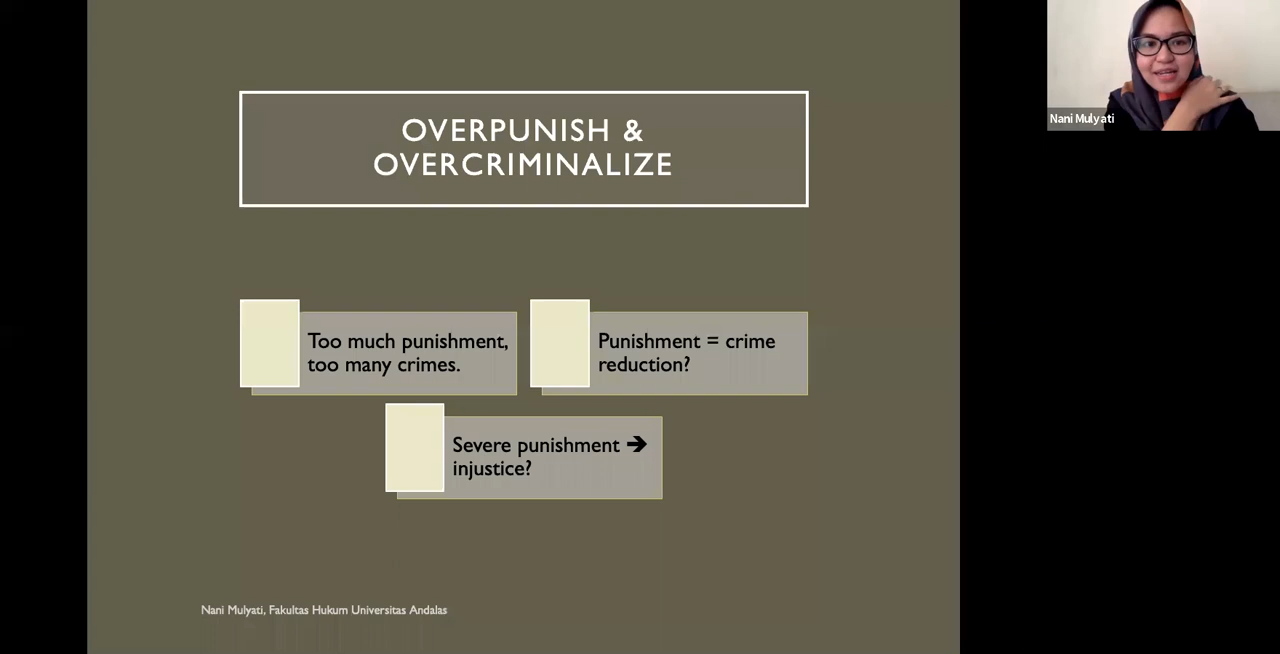 OVERPUNISH &
OVERCRIMINALIZE
Too much punishment,
too many crimes.
Punishment = crime
reduction?
Severe punishment ➔
injustice?
Nani Mulyati, Fakultas Hukum Universitas Andalas
Nani Mulyati